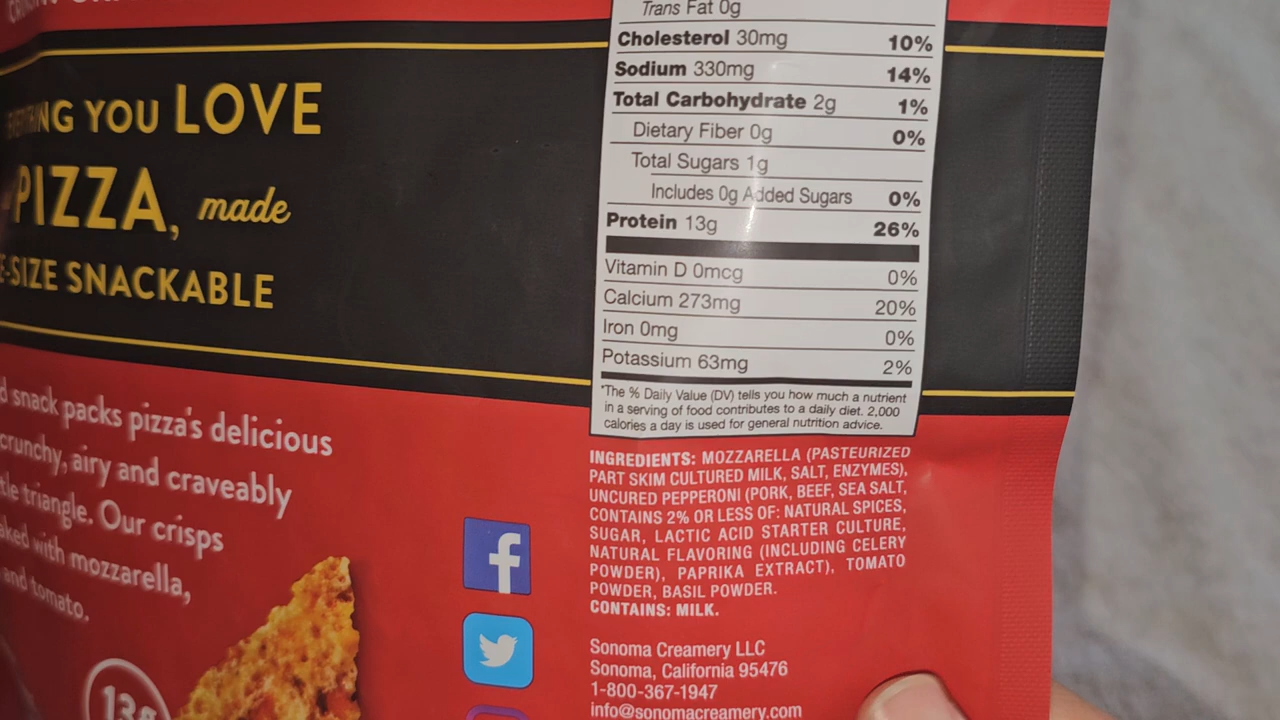 Trans Fat 0g
Cholesterol 30mg 10%
Sodium 330mg 14%
Total Carbohydrate 2g 1%
Dietary Fiber 0g 0%
Total Sugars 1g
Includes 0g Added Sugars 0%
Protein 13g 26%
Vitamin D 0mcg 0%
Calcium 273mg 20%
Iron 0mg 0%
Potassium 63mg 2%
*The % Daily Value (DV) tells you how much a nutrient
in a serving of food contributes to a daily diet. 2,000
calories a day is used for general nutrition advice.
INGREDIENTS: MOZZARELLA (PASTEURIZED
PART SKIM CULTURED MILK, SALT, ENZYMES),
UNCURED PEPPERONI (PORK, BEEF, SEA SALT,
CONTAINS 2% OR LESS OF: NATURAL SPICES,
SUGAR, LACTIC ACID STARTER CULTURE,
NATURAL FLAVORING (INCLUDING CELERY
POWDER), PAPRIKA EXTRACT), TOMATO
POWDER, BASIL POWDER.
CONTAINS: MILK.
Sonoma Creamery LLC
Sonoma, California 95476
1-800-367-1947
info@sonomacreamery.com
YOU LOVE
PIZZA, made
-SIZE SNACKABLE
snack packs pizza's delicious
crunchy, airy and craveably
triangle. Our crisps
with mozzarella,
and tomato.
13g
f